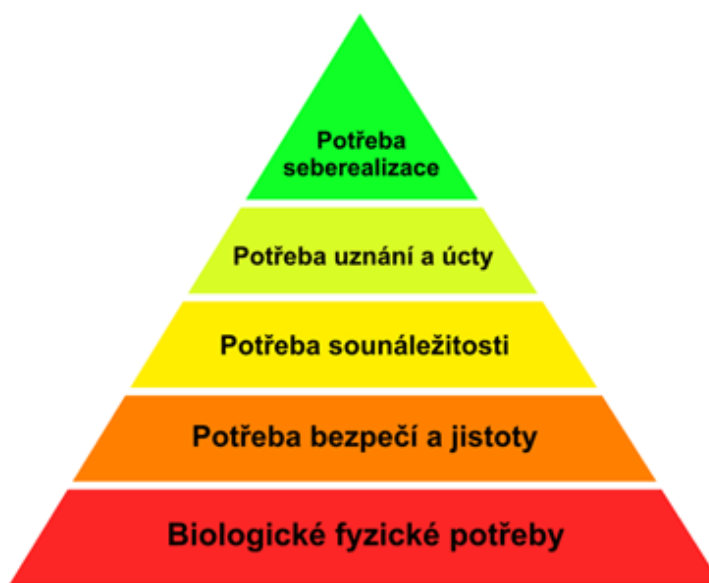 Potřeba
seberealizace
Potřeba uznání a úcty
Potřeba sounáležitosti
Potřeba bezpečí a jistoty
Biologické fyzické potřeby